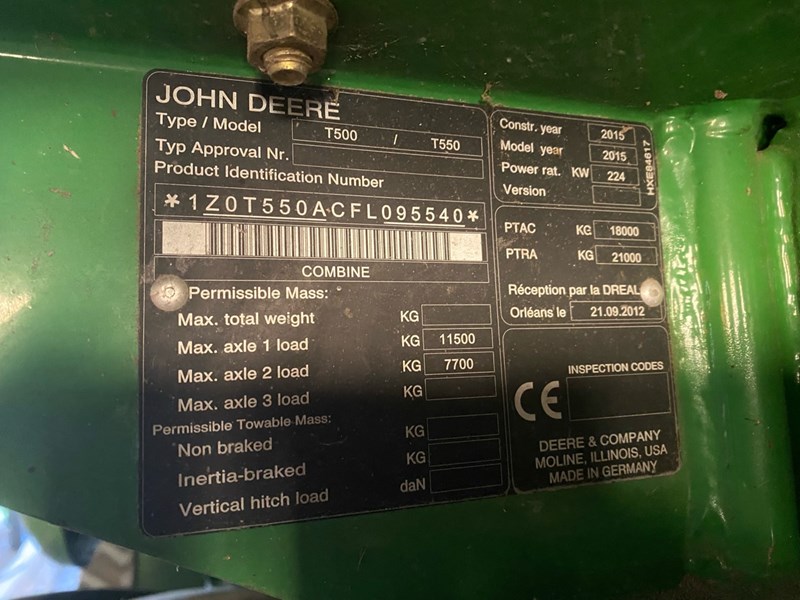 JOHN DEERE
Type / Model T500 / T550
Typ Approval Nr.
Product Identification Number
*1Z0T550ACFL095540*
COMBINE
Permissible Mass:
Max. total weight KG
Max. axle 1 load KG 11500
Max. axle 2 load KG 7700
Max. axle 3 load KG
Permissible Towable Mass:
Non braked KG
Inertia-braked KG
Vertical hitch load daN
Constr. year 2015
Model year 2015
Power rat. KW 224
Version
HXE84617
PTAC KG 18000
PTRA KG 21000
Réception par la DREAL
Orléans le 21.09.2012
INSPECTION CODES
CE
DEERE & COMPANY
MOLINE, ILLINOIS, USA
MADE IN GERMANY